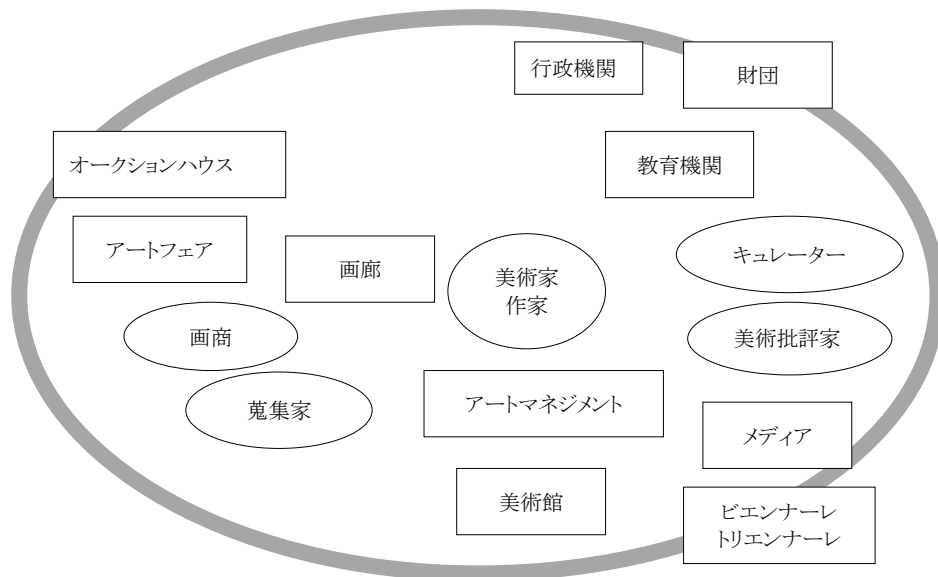 行政機関
財団
オークションハウス
教育機関
アートフェア
画廊
美術家
作家
キュレーター
画商
美術批評家
蒐集家
アートマネジメント
メディア
美術館
ビエンナーレ
トリエンナーレ